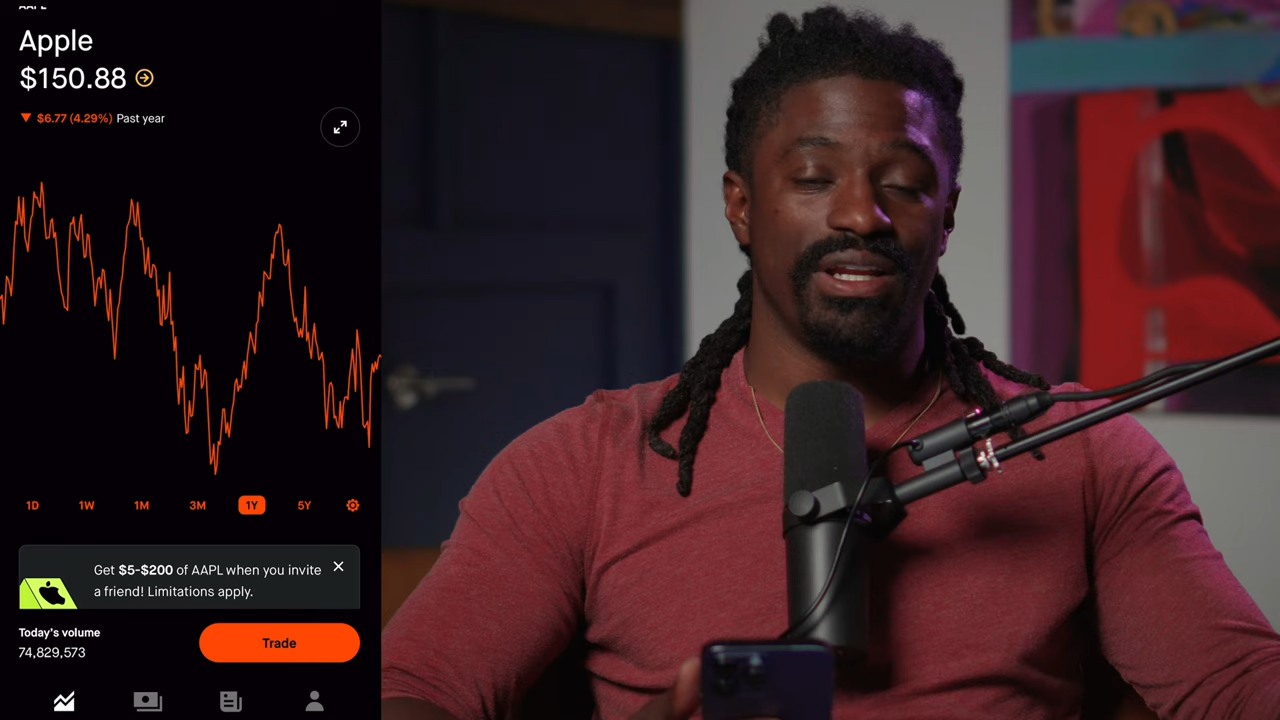 AAPL
Apple
$150.88
▼ $6.77 (4.29%) Past year
1D 1W 1M 3M 1Y 5Y
Get $5-$200 of AAPL when you invite
a friend! Limitations apply.
Today's volume
74,829,573
Trade